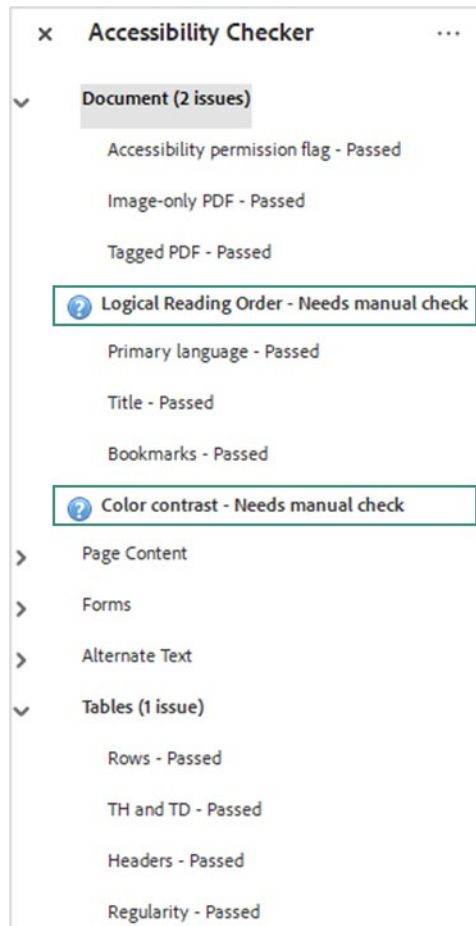 Accessibility Checker
Document (2 issues)
Accessibility permission flag - Passed
Image-only PDF - Passed
Tagged PDF - Passed
Logical Reading Order - Needs manual check
Primary language - Passed
Title - Passed
Bookmarks - Passed
Color contrast - Needs manual check
Page Content
Forms
Alternate Text
Tables (1 issue)
Rows - Passed
TH and TD - Passed
Headers - Passed
Regularity - Passed